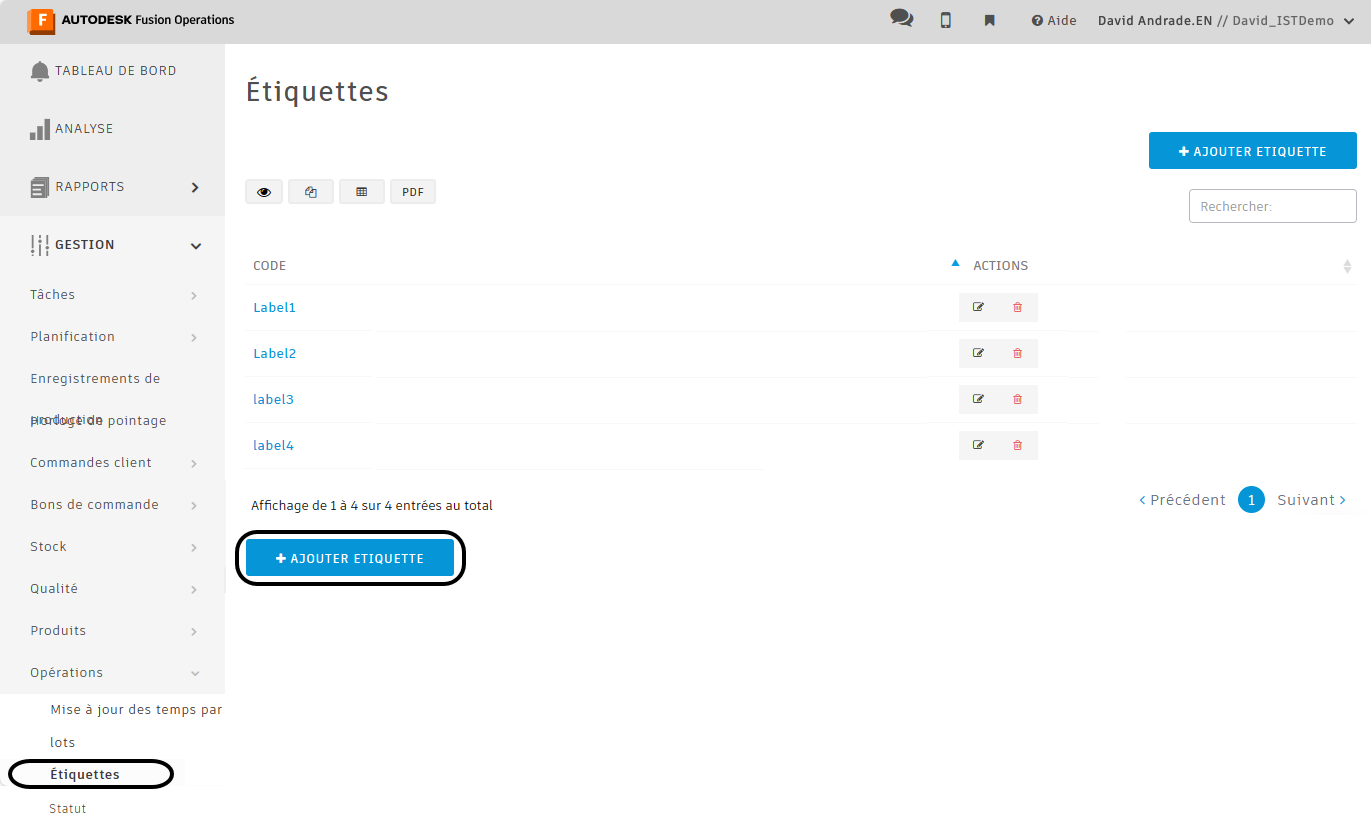 F AUTODESK Fusion Operations
Aide
David Andrade.EN // David_ISTDemo
TABLEAU DE BORD
ANALYSE
RAPPORTS
GESTION
Tâches
Planification
Enregistrements de
production
Horloge de pointage
Commandes client
Bons de commande
Stock
Qualité
Produits
Opérations
Mise à jour des temps par
lots
Étiquettes
Statut
Étiquettes
+ AJOUTER ETIQUETTE
PDF
Rechercher:
CODE ACTIONS
Label1
Label2
label3
label4
Affichage de 1 à 4 sur 4 entrées au total
Précédent 1 Suivant
+ AJOUTER ETIQUETTE